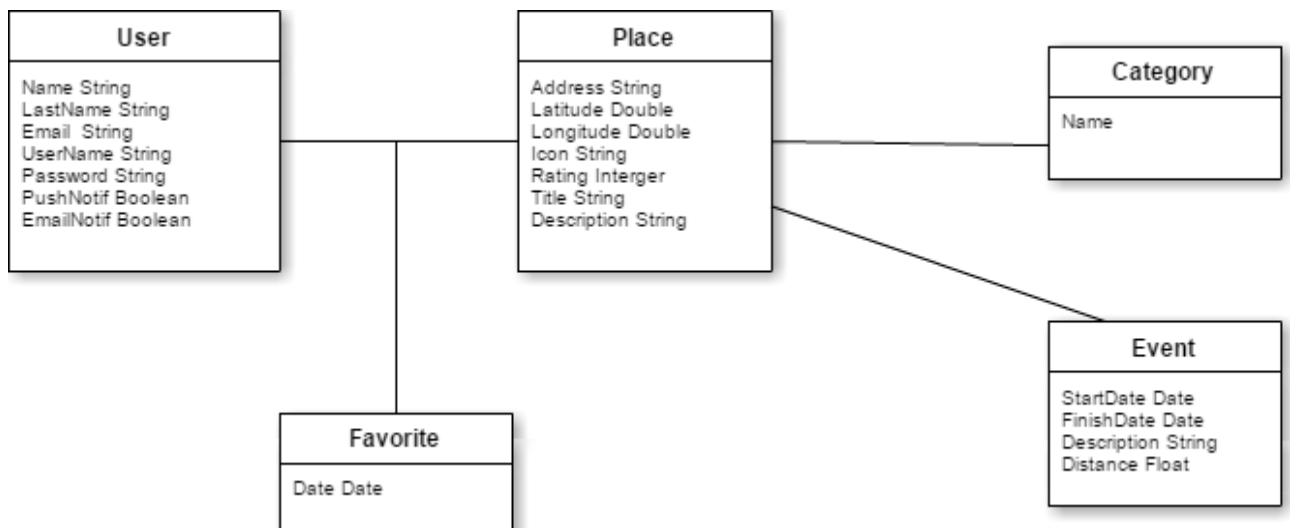 User
Name String
LastName String
Email  String
UserName String
Password String
PushNotif Boolean
EmailNotif Boolean
Place
Address String
Latitude Double
Longitude Double
Icon String
Rating Interger
Title String
Description String
Category
Name
Event
StartDate Date
FinishDate Date
Description String
Distance Float
Favorite
Date Date